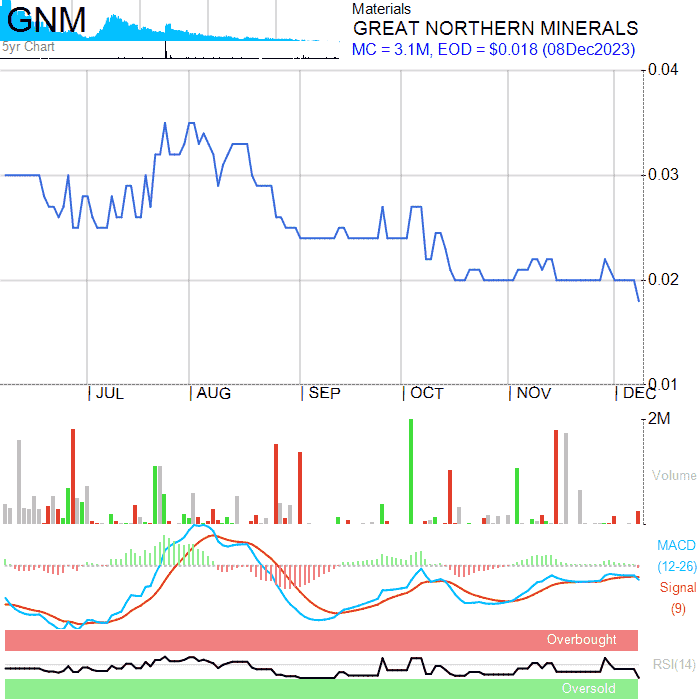 GNM
5yr Chart
Materials
GREAT NORTHERN MINERALS
MC = 3.1M, EOD = $0.018 (08Dec2023)
0.04
0.03
0.02
0.01
JUL AUG SEP OCT NOV DEC
2M
Volume
MACD
(12-26)
Signal
(9)
Overbought
RSI(14)
Oversold